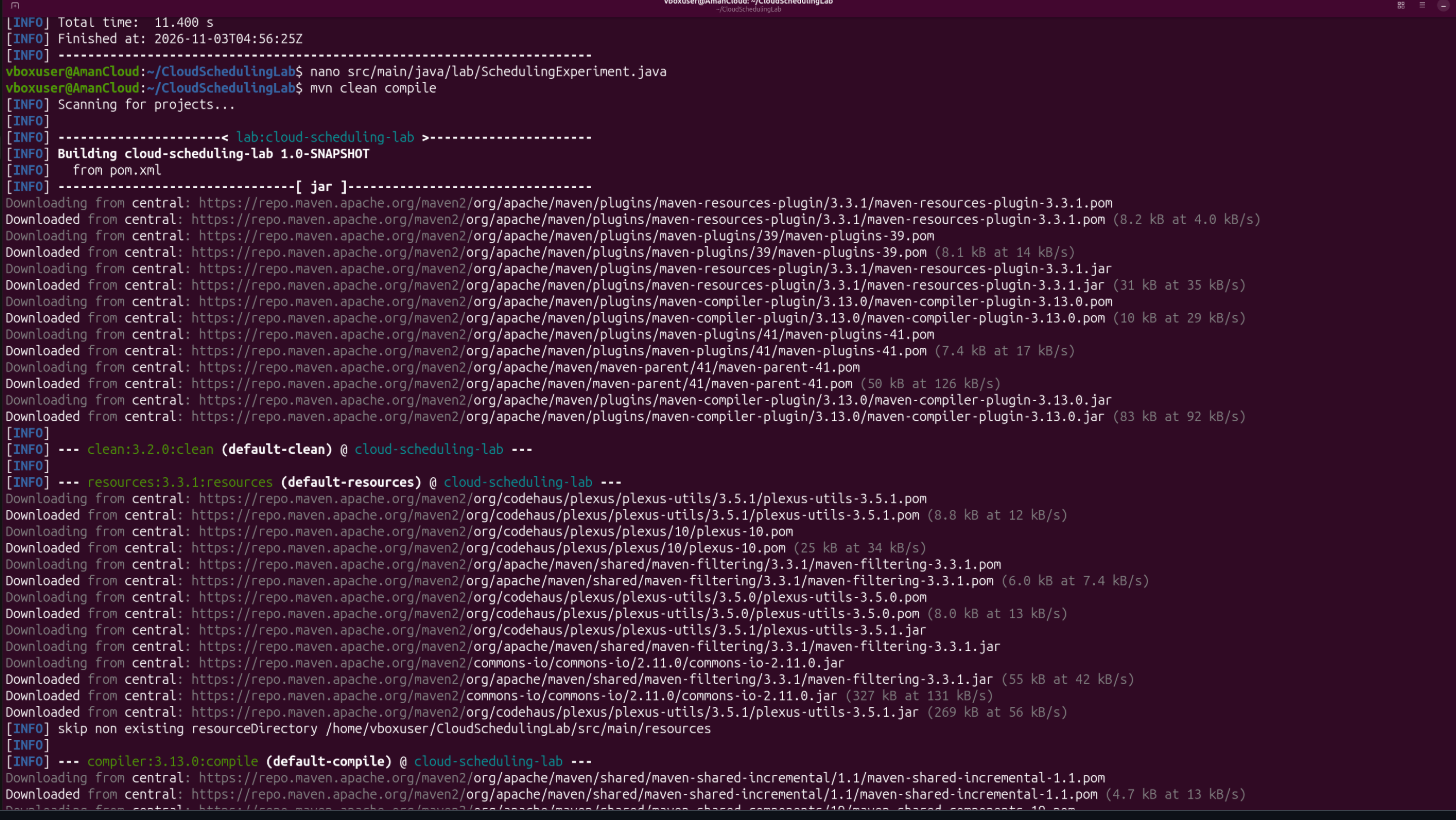 vboxuser@AmanCloud: ~/CloudSchedulingLab
~/CloudSchedulingLab
[INFO] Total time:  11.400 s
[INFO] Finished at: 2026-11-03T04:56:25Z
[INFO] ------------------------------------------------------------------------
vboxuser@AmanCloud:~/CloudSchedulingLab$ nano src/main/java/lab/SchedulingExperiment.java
vboxuser@AmanCloud:~/CloudSchedulingLab$ mvn clean compile
[INFO] Scanning for projects...
[INFO]
[INFO] ----------------------< lab:cloud-scheduling-lab >----------------------
[INFO] Building cloud-scheduling-lab 1.0-SNAPSHOT
[INFO]   from pom.xml
[INFO] --------------------------------[ jar ]---------------------------------
Downloading from central: https://repo.maven.apache.org/maven2/org/apache/maven/plugins/maven-resources-plugin/3.3.1/maven-resources-plugin-3.3.1.pom
Downloaded from central: https://repo.maven.apache.org/maven2/org/apache/maven/plugins/maven-resources-plugin/3.3.1/maven-resources-plugin-3.3.1.pom (8.2 kB at 4.0 kB/s)
Downloading from central: https://repo.maven.apache.org/maven2/org/apache/maven/plugins/maven-plugins/39/maven-plugins-39.pom
Downloaded from central: https://repo.maven.apache.org/maven2/org/apache/maven/plugins/maven-plugins/39/maven-plugins-39.pom (8.1 kB at 14 kB/s)
Downloading from central: https://repo.maven.apache.org/maven2/org/apache/maven/plugins/maven-resources-plugin/3.3.1/maven-resources-plugin-3.3.1.jar
Downloaded from central: https://repo.maven.apache.org/maven2/org/apache/maven/plugins/maven-resources-plugin/3.3.1/maven-resources-plugin-3.3.1.jar (31 kB at 35 kB/s)
Downloading from central: https://repo.maven.apache.org/maven2/org/apache/maven/plugins/maven-compiler-plugin/3.13.0/maven-compiler-plugin-3.13.0.pom
Downloaded from central: https://repo.maven.apache.org/maven2/org/apache/maven/plugins/maven-compiler-plugin/3.13.0/maven-compiler-plugin-3.13.0.pom (10 kB at 29 kB/s)
Downloading from central: https://repo.maven.apache.org/maven2/org/apache/maven/plugins/maven-plugins/41/maven-plugins-41.pom
Downloaded from central: https://repo.maven.apache.org/maven2/org/apache/maven/plugins/maven-plugins/41/maven-plugins-41.pom (7.4 kB at 17 kB/s)
Downloading from central: https://repo.maven.apache.org/maven2/org/apache/maven/maven-parent/41/maven-parent-41.pom
Downloaded from central: https://repo.maven.apache.org/maven2/org/apache/maven/maven-parent/41/maven-parent-41.pom (50 kB at 126 kB/s)
Downloading from central: https://repo.maven.apache.org/maven2/org/apache/maven/plugins/maven-compiler-plugin/3.13.0/maven-compiler-plugin-3.13.0.jar
Downloaded from central: https://repo.maven.apache.org/maven2/org/apache/maven/plugins/maven-compiler-plugin/3.13.0/maven-compiler-plugin-3.13.0.jar (83 kB at 92 kB/s)
[INFO]
[INFO] --- clean:3.2.0:clean (default-clean) @ cloud-scheduling-lab ---
[INFO]
[INFO] --- resources:3.3.1:resources (default-resources) @ cloud-scheduling-lab ---
Downloading from central: https://repo.maven.apache.org/maven2/org/codehaus/plexus/plexus-utils/3.5.1/plexus-utils-3.5.1.pom
Downloaded from central: https://repo.maven.apache.org/maven2/org/codehaus/plexus/plexus-utils/3.5.1/plexus-utils-3.5.1.pom (8.8 kB at 12 kB/s)
Downloading from central: https://repo.maven.apache.org/maven2/org/codehaus/plexus/plexus/10/plexus-10.pom
Downloaded from central: https://repo.maven.apache.org/maven2/org/codehaus/plexus/plexus/10/plexus-10.pom (25 kB at 34 kB/s)
Downloading from central: https://repo.maven.apache.org/maven2/org/apache/maven/shared/maven-filtering/3.3.1/maven-filtering-3.3.1.pom
Downloaded from central: https://repo.maven.apache.org/maven2/org/apache/maven/shared/maven-filtering/3.3.1/maven-filtering-3.3.1.pom (6.0 kB at 7.4 kB/s)
Downloading from central: https://repo.maven.apache.org/maven2/org/codehaus/plexus/plexus-utils/3.5.0/plexus-utils-3.5.0.pom
Downloaded from central: https://repo.maven.apache.org/maven2/org/codehaus/plexus/plexus-utils/3.5.0/plexus-utils-3.5.0.pom (8.0 kB at 13 kB/s)
Downloading from central: https://repo.maven.apache.org/maven2/org/codehaus/plexus/plexus-utils/3.5.1/plexus-utils-3.5.1.jar
Downloading from central: https://repo.maven.apache.org/maven2/org/apache/maven/shared/maven-filtering/3.3.1/maven-filtering-3.3.1.jar
Downloading from central: https://repo.maven.apache.org/maven2/commons-io/commons-io/2.11.0/commons-io-2.11.0.jar
Downloaded from central: https://repo.maven.apache.org/maven2/org/apache/maven/shared/maven-filtering/3.3.1/maven-filtering-3.3.1.jar (55 kB at 42 kB/s)
Downloaded from central: https://repo.maven.apache.org/maven2/commons-io/commons-io/2.11.0/commons-io-2.11.0.jar (327 kB at 131 kB/s)
Downloaded from central: https://repo.maven.apache.org/maven2/org/codehaus/plexus/plexus-utils/3.5.1/plexus-utils-3.5.1.jar (269 kB at 56 kB/s)
[INFO] skip non existing resourceDirectory /home/vboxuser/CloudSchedulingLab/src/main/resources
[INFO]
[INFO] --- compiler:3.13.0:compile (default-compile) @ cloud-scheduling-lab ---
Downloading from central: https://repo.maven.apache.org/maven2/org/apache/maven/shared/maven-shared-incremental/1.1/maven-shared-incremental-1.1.pom
Downloaded from central: https://repo.maven.apache.org/maven2/org/apache/maven/shared/maven-shared-incremental/1.1/maven-shared-incremental-1.1.pom (4.7 kB at 13 kB/s)
Downloading from central: https://repo.maven.apache.org/maven2/org/apache/maven/shared/maven-shared-components/19/maven-shared-components-19.pom